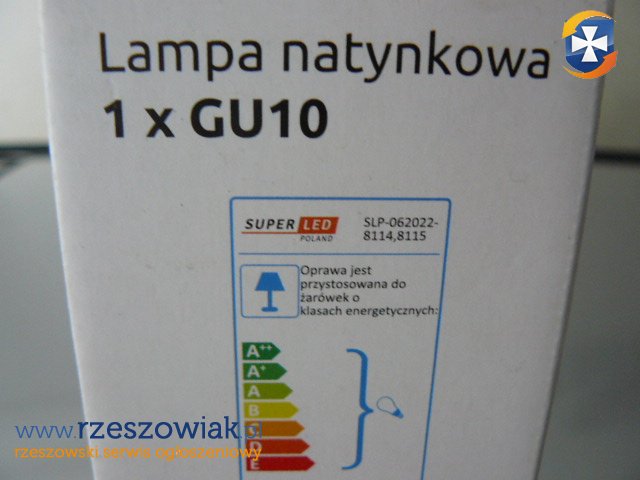 Lampa natynkowa
1 x GU10
SUPER LED
POLAND
SLP-062022-
8114,8115
Oprawa jest
przystosowana do
żarówek o
klasach energetycznych:
A++
A+
A
B
C
D
E
www.rzeszowiak.pl
rzeszowski serwis ogłoszeniowy